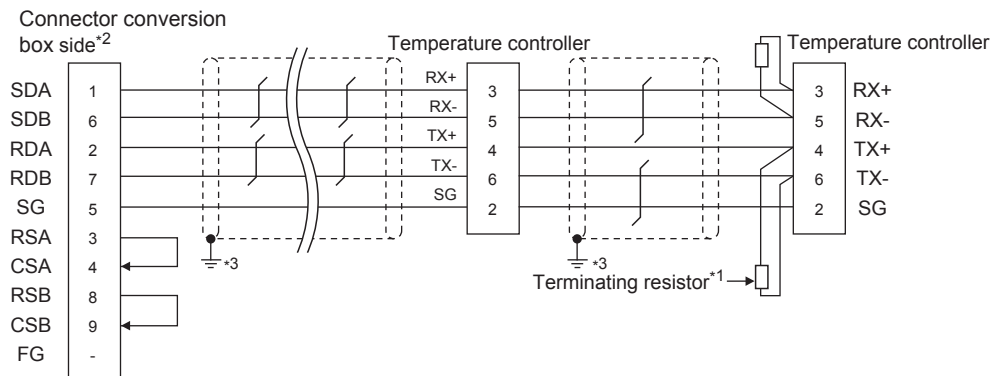 Connector conversion
box side*2
Temperature controller
Temperature controller
SDA 1 RX+ 3 3 RX+
SDB 6 RX- 5 5 RX-
RDA 2 TX+ 4 4 TX+
RDB 7 TX- 6 6 TX-
SG 5 SG 2 2 SG
RSA 3
CSA 4 *3 *3
Terminating resistor*1
RSB 8
CSB 9
FG -